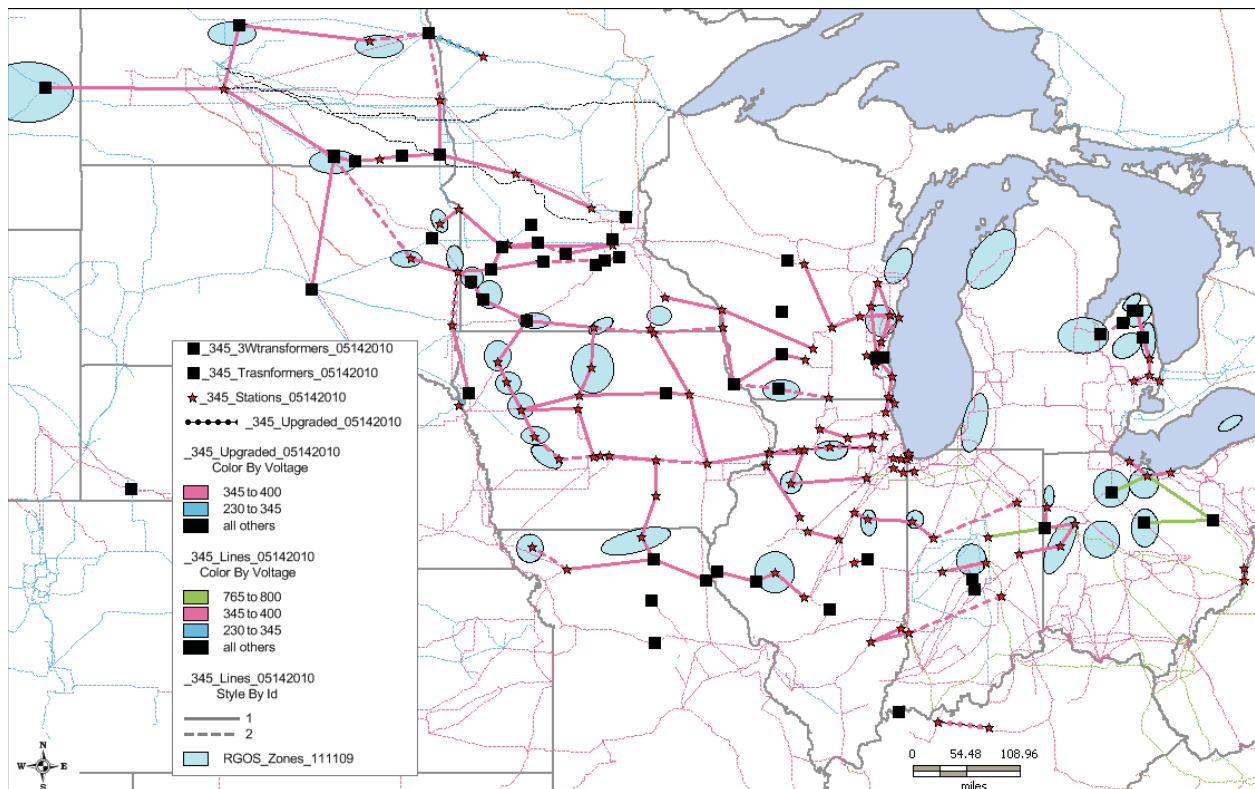 _345_3Wtransformers_05142010
_345_Trasnformers_05142010
_345_Stations_05142010
_345_Upgraded_05142010
_345_Upgraded_05142010
Color By Voltage
345 to 400
230 to 345
all others
_345_Lines_05142010
Color By Voltage
765 to 800
345 to 400
230 to 345
all others
_345_Lines_05142010
Style By Id
1
2
RGOS_Zones_111109
N
W E
S
0 54.48 108.96
miles